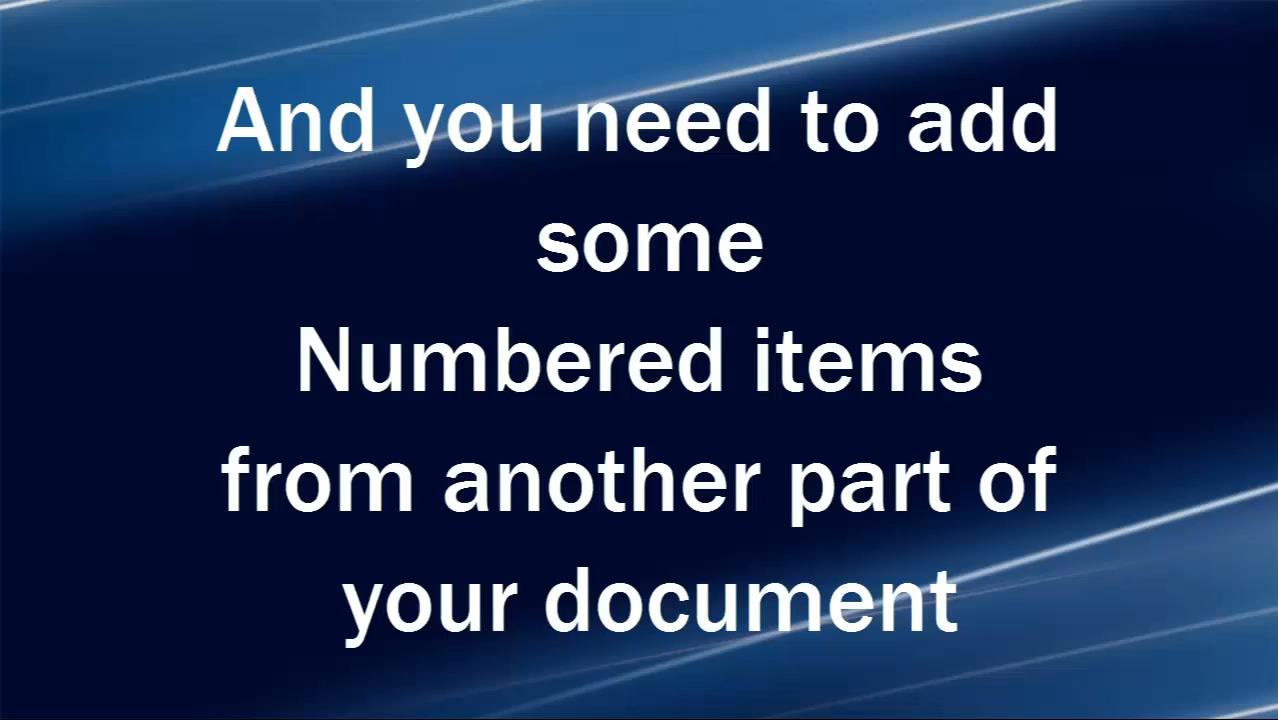 And you need to add
some
Numbered items
from another part of
your document